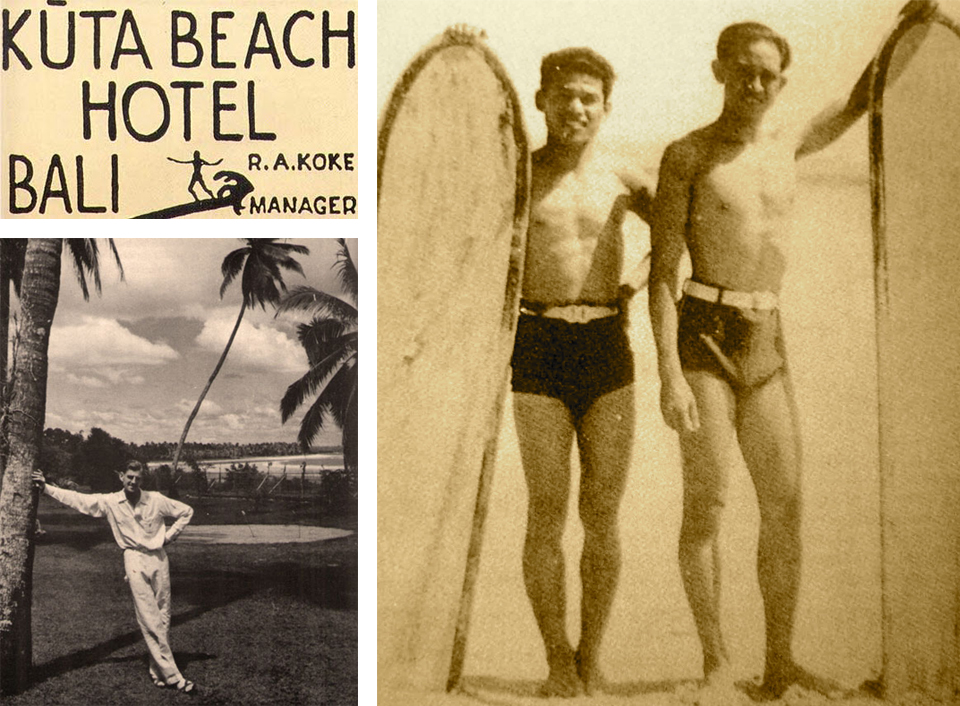 KŪTA BEACH
HOTEL
BALI
R.A.KOKE
MANAGER